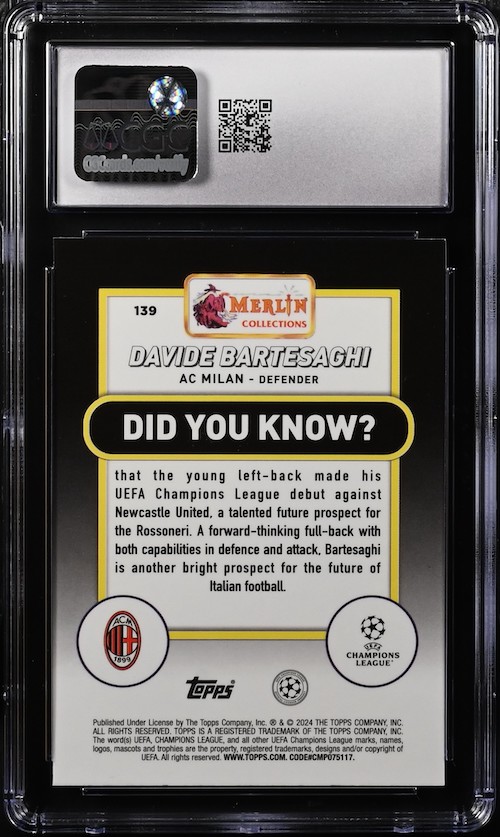 CGC
CGCcards.com/verify
139
MERLIN
COLLECTIONS
DAVIDE BARTESAGHI
AC MILAN - DEFENDER
DID YOU KNOW?
that the young left-back made his
UEFA Champions League debut against
Newcastle United, a talented future prospect for
the Rossoneri. A forward-thinking full-back with
both capabilities in defence and attack, Bartesaghi
is another bright prospect for the future of
Italian football.
ACM
1899
UEFA
CHAMPIONS
LEAGUE
topps
Published Under License by The Topps Company, Inc. ® & © 2024 THE TOPPS COMPANY, INC.
ALL RIGHTS RESERVED. TOPPS IS A REGISTERED TRADEMARK OF THE TOPPS COMPANY, INC.
The word(s) UEFA, CHAMPIONS LEAGUE, and all other UEFA Champions League marks, names,
logos, mascots and trophies are the property, registered trademarks, designs and/or copyright of
UEFA. All rights reserved. WWW.TOPPS.COM. CODE#CMP075117.